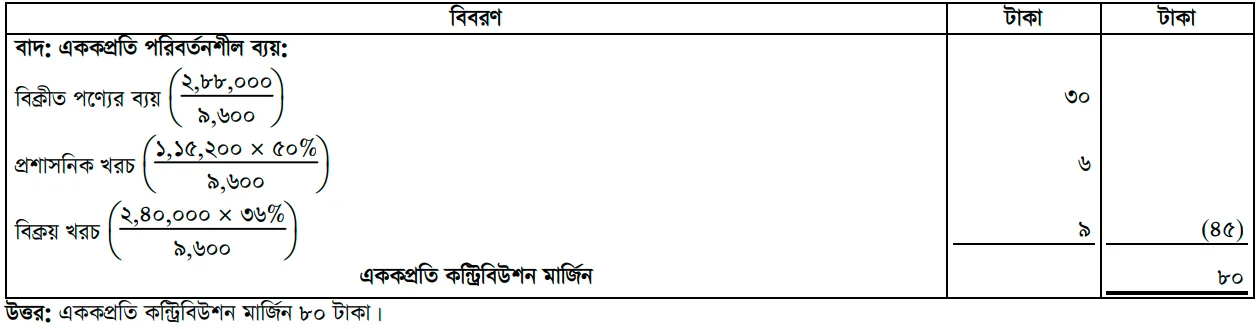 বিবরণ টাকা টাকা
বাদ: এককপ্রতি পরিবর্তনশীল ব্যয়:
বিক্রীত পণ্যের ব্যয় (২,৮৮,০০০ / ৯,৬০০) ৩০
প্রশাসনিক খরচ (১,১৫,২০০ × ৫০% / ৯,৬০০) ৬
বিক্রয় খরচ (২,৪০,০০০ × ৩৬% / ৯,৬০০) ৯ (৪৫)
এককপ্রতি কন্ট্রিবিউশন মার্জিন ৮০
উত্তর: এককপ্রতি কন্ট্রিবিউশন মার্জিন ৮০ টাকা।